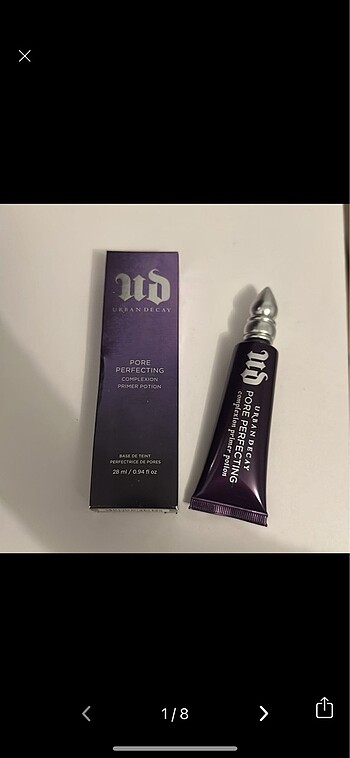 ud
URBAN DECAY
PORE
PERFECTING
COMPLEXION
PRIMER POTION
BASE DE TEINT
PERFECTRICE DE PORES
28 ml / 0.94 fl oz
ud
URBAN DECAY
PORE PERFECTING
complexion primer potion
1/8